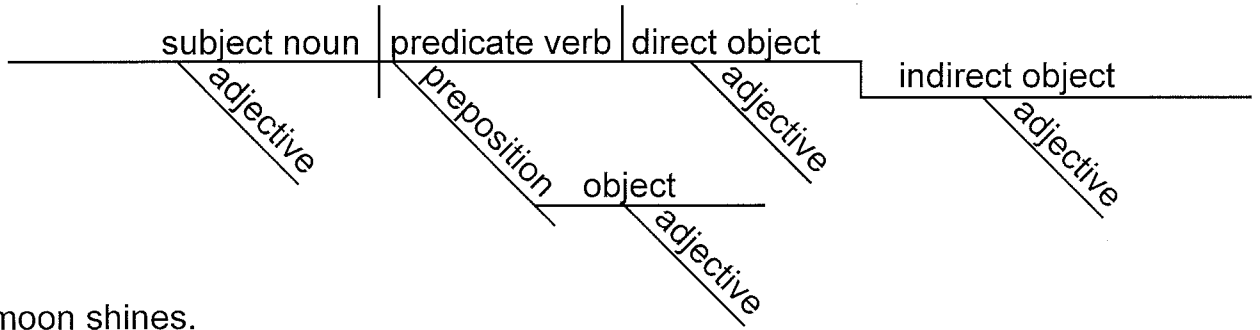 subject noun predicate verb direct object
indirect object
adjective preposition adjective adjective
object
adjective
moon shines.